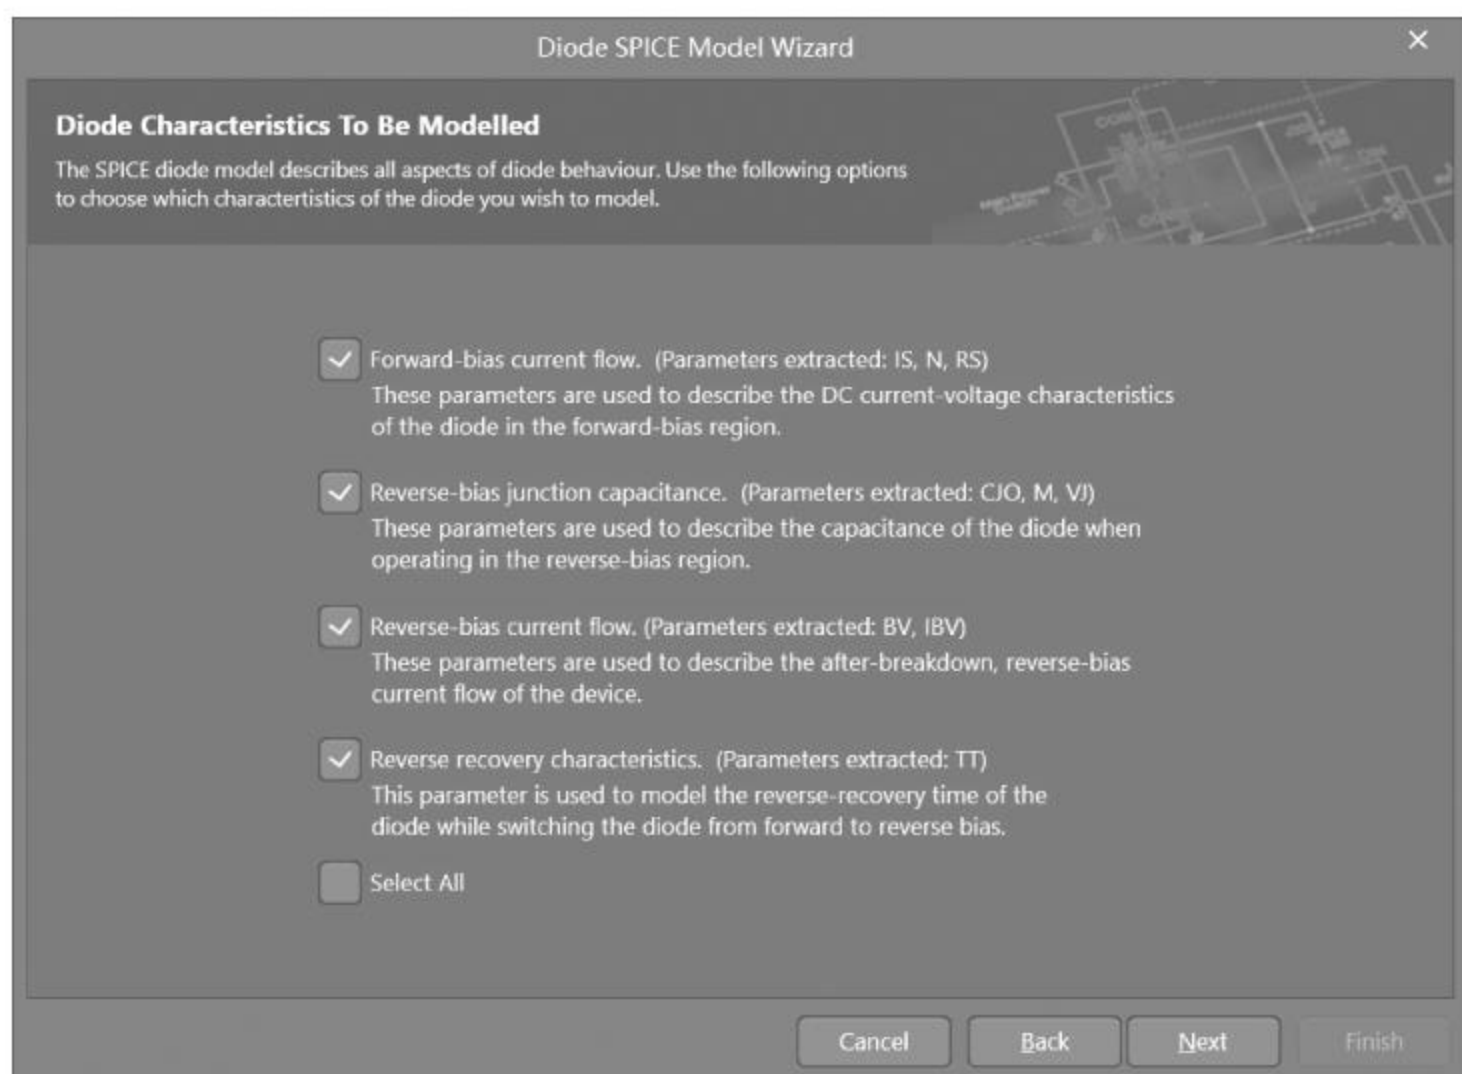 Diode SPICE Model Wizard
Diode Characteristics To Be Modelled
The SPICE diode model describes all aspects of diode behaviour. Use the following options
to choose which charactertistics of the diode you wish to model.
Forward-bias current flow. (Parameters extracted: IS, N, RS)
These parameters are used to describe the DC current-voltage characteristics
of the diode in the forward-bias region.
Reverse-bias junction capacitance. (Parameters extracted: CJO, M, VJ)
These parameters are used to describe the capacitance of the diode when
operating in the reverse-bias region.
Reverse-bias current flow. (Parameters extracted: BV, IBV)
These parameters are used to describe the after-breakdown, reverse-bias
current flow of the device.
Reverse recovery characteristics. (Parameters extracted: TT)
This parameter is used to model the reverse-recovery time of the
diode while switching the diode from forward to reverse bias.
Select All
Cancel Back Next Finish